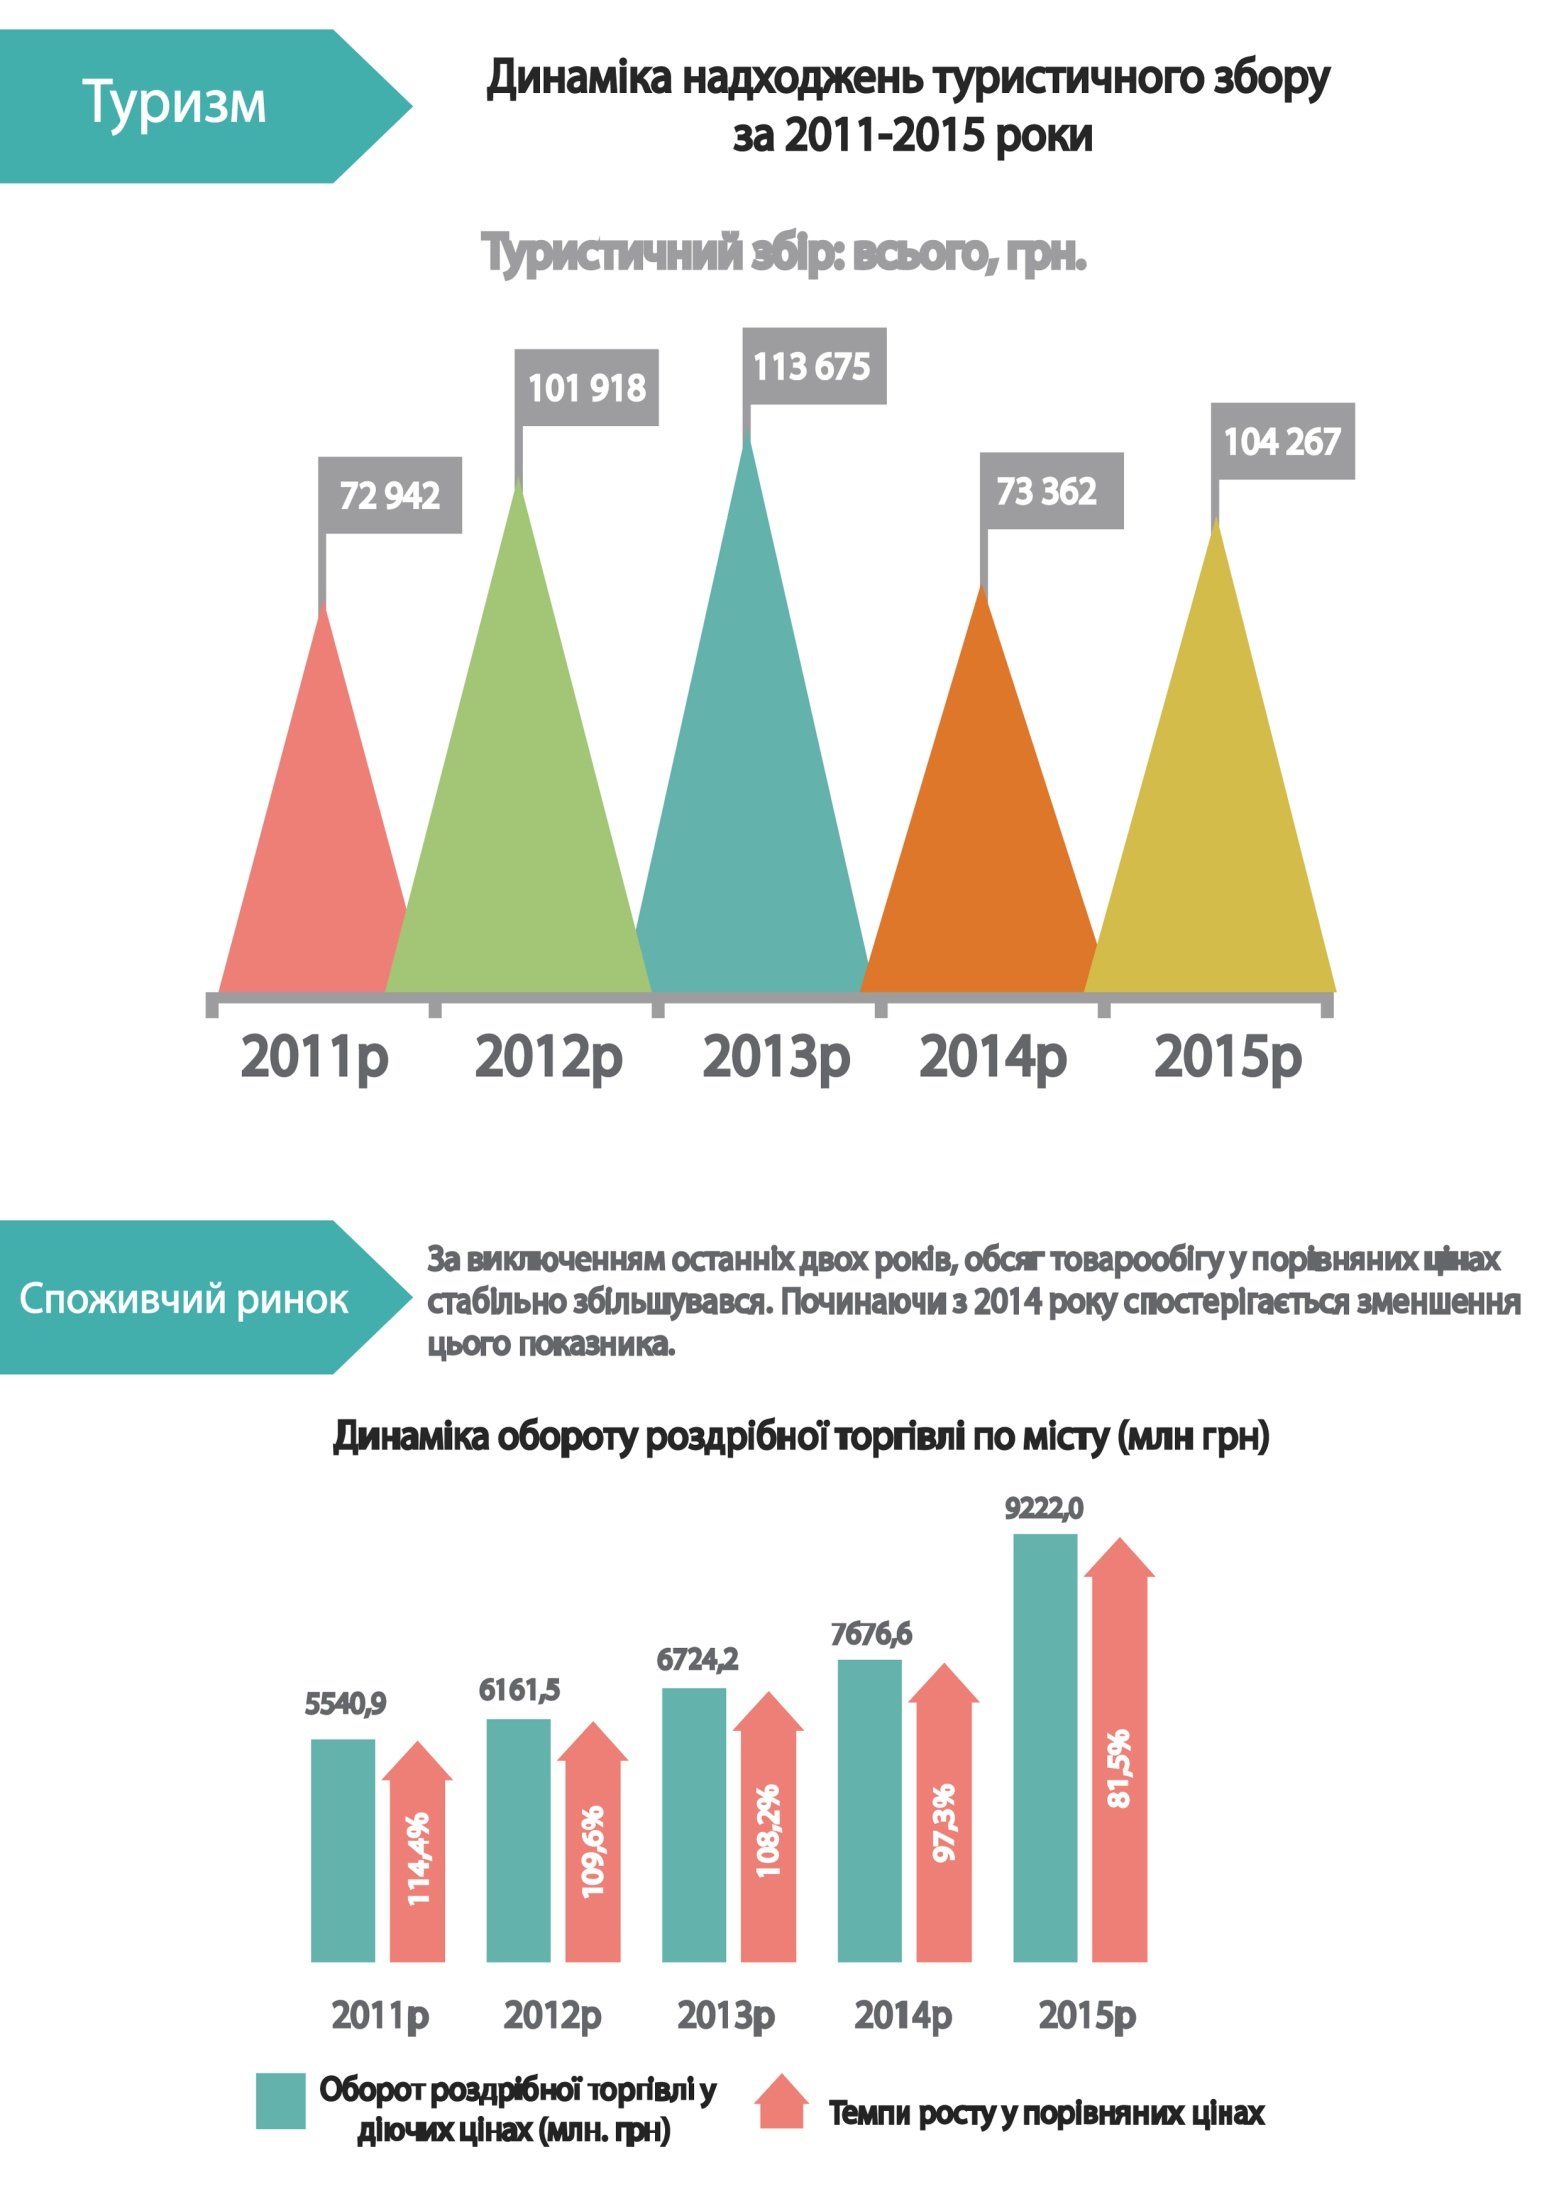 Туризм
Динаміка надходжень туристичного збору
за 2011-2015 роки
Туристичний збір: всього, грн.
72 942
101 918
113 675
73 362
104 267
2011р
2012р
2013р
2014р
2015р
Споживчий ринок
За виключенням останніх двох років, обсяг товарообігу у порівняних цінах
стабільно збільшувався. Починаючи з 2014 року спостерігається зменшення
цього показника.
Динаміка обороту роздрібної торгівлі по місту (млн грн)
5540,9
114,4%
6161,5
109,6%
6724,2
108,2%
7676,6
97,3%
9222,0
81,5%
2011р
2012р
2013р
2014р
2015р
Оборот роздрібної торгівлі у
діючих цінах (млн. грн)
Темпи росту у порівняних цінах